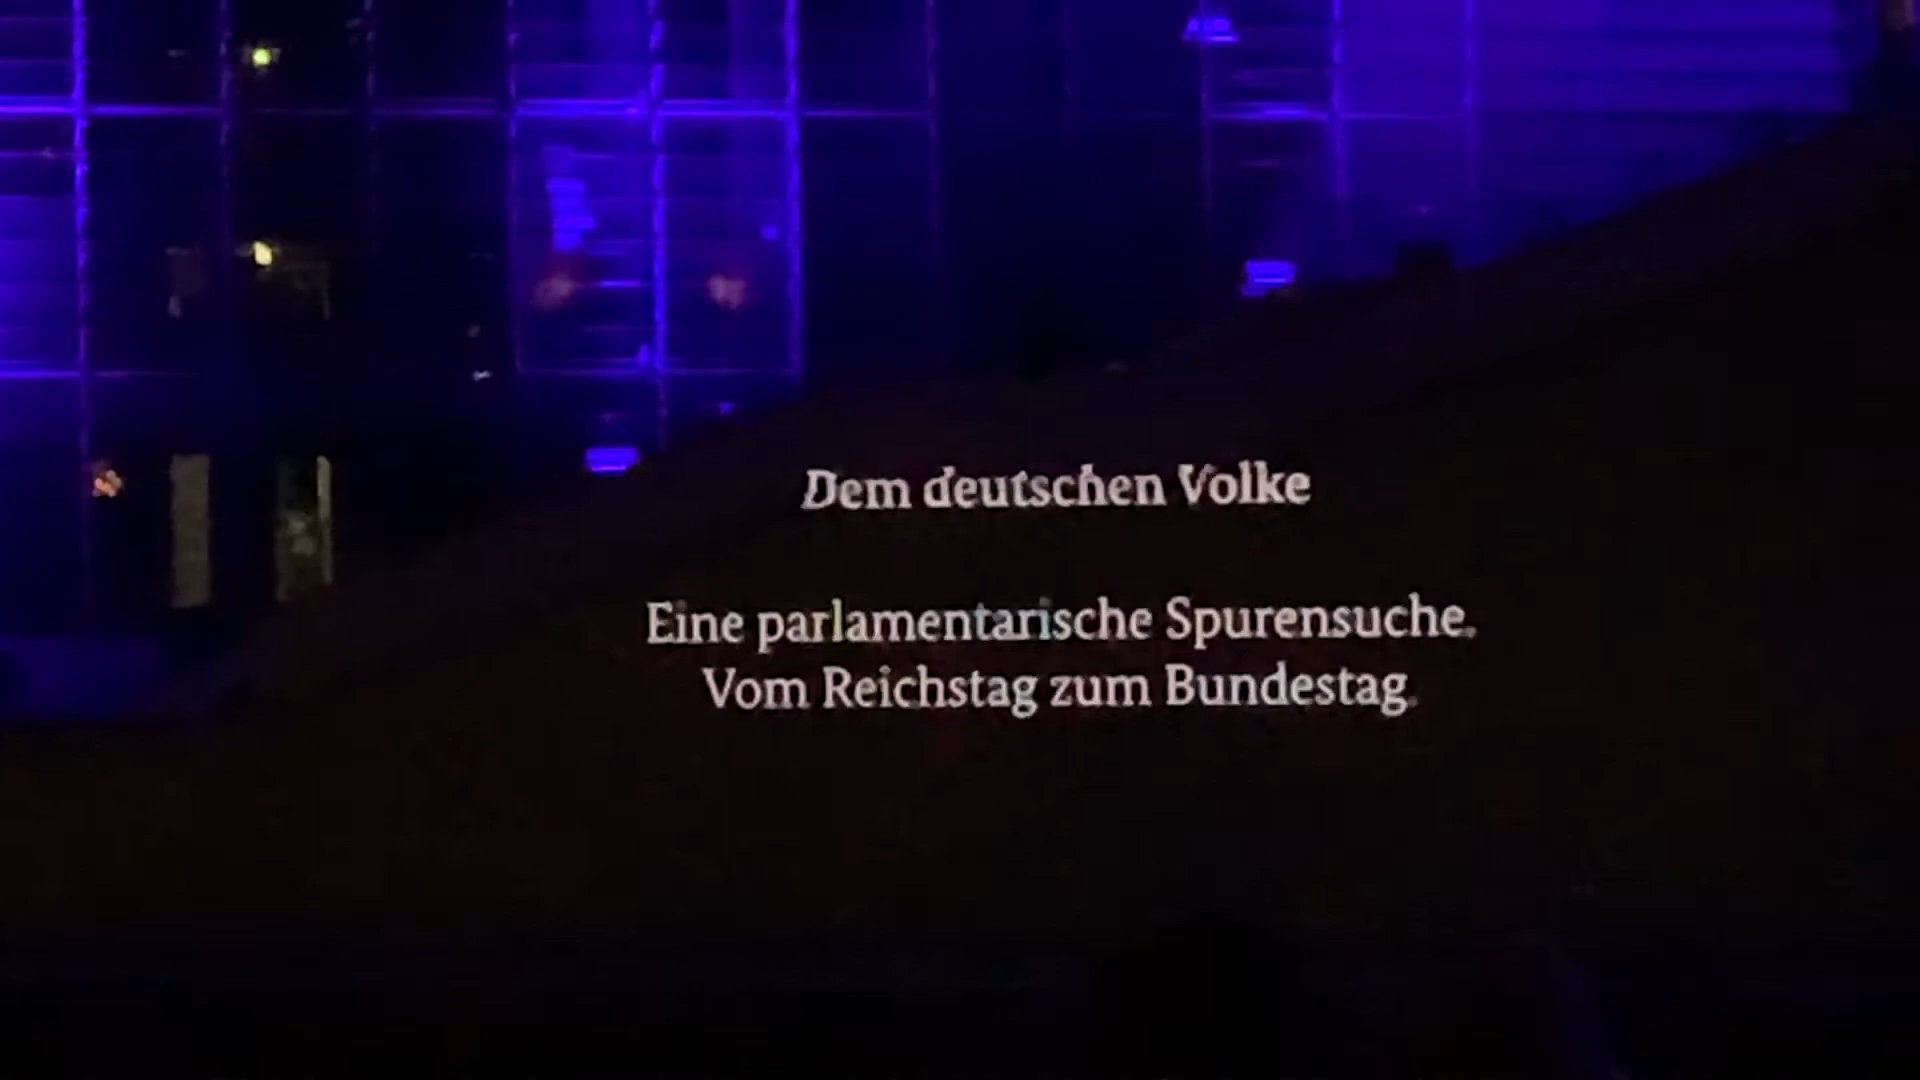 Dem deutschen Volke
Eine parlamentarische Spurensuche.
Vom Reichstag zum Bundestag.